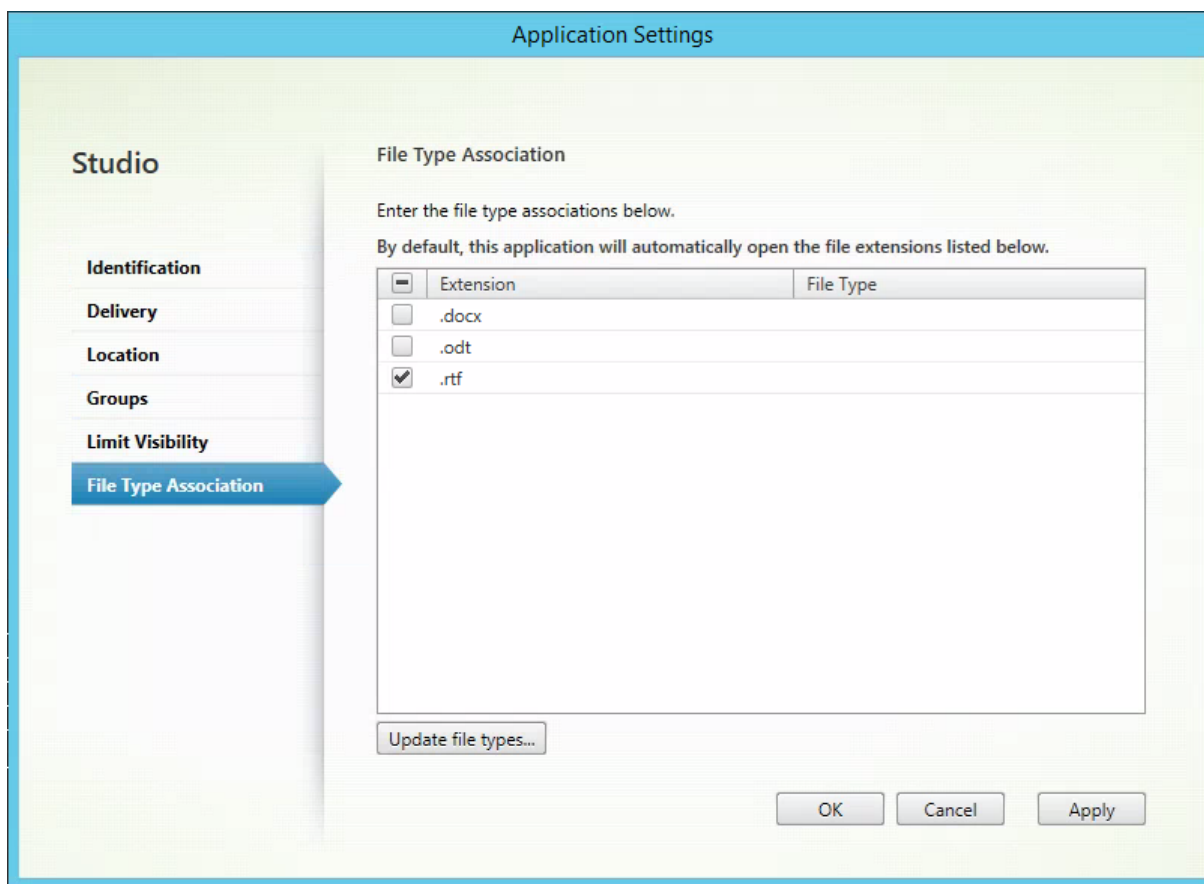 Application Settings
Studio
Identification
Delivery
Location
Groups
Limit Visibility
File Type Association
File Type Association
Enter the file type associations below.
By default, this application will automatically open the file extensions listed below.
Extension File Type
.docx
.odt
.rtf
Update file types...
OK Cancel Apply